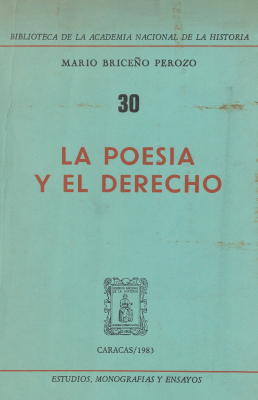 BIBLIOTECA DE LA ACADEMIA NACIONAL DE LA HISTORIA
MARIO BRICEÑO PEROZO
30
LA POESIA
Y EL DERECHO
CARACAS/1983
ESTUDIOS, MONOGRAFIAS Y ENSAYOS